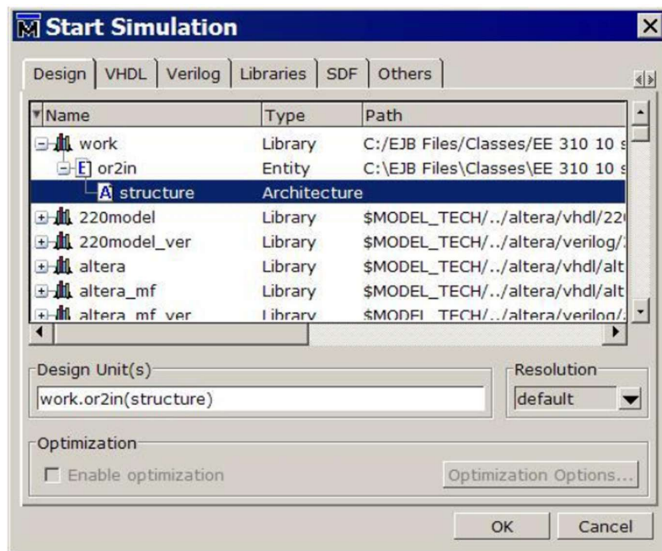 Start Simulation
Design VHDL Verilog Libraries SDF Others
Name Type Path
work Library C:/EJB Files/Classes/EE 310 10 s
or2in Entity C:\EJB Files\Classes\EE 310 10 s
structure Architecture
220model Library $MODEL_TECH/../altera/vhdl/22
220model_ver Library $MODEL_TECH/../altera/verilog/
altera Library $MODEL_TECH/../altera/vhdl/alt
altera_mf Library $MODEL_TECH/../altera/vhdl/alt
altera_mf_ver Library $MODEL_TECH/../altera/verilog/
Design Unit(s) Resolution
work.or2in(structure) default
Optimization
Enable optimization Optimization Options...
OK Cancel